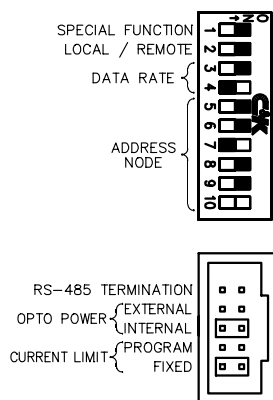 SPECIAL FUNCTION
LOCAL / REMOTE
DATA RATE
ADDRESS
NODE
ON
1
2
3
4
5
6
7
8
9
10
C&K
RS-485 TERMINATION
OPTO POWER
EXTERNAL
INTERNAL
CURRENT LIMIT
PROGRAM
FIXED